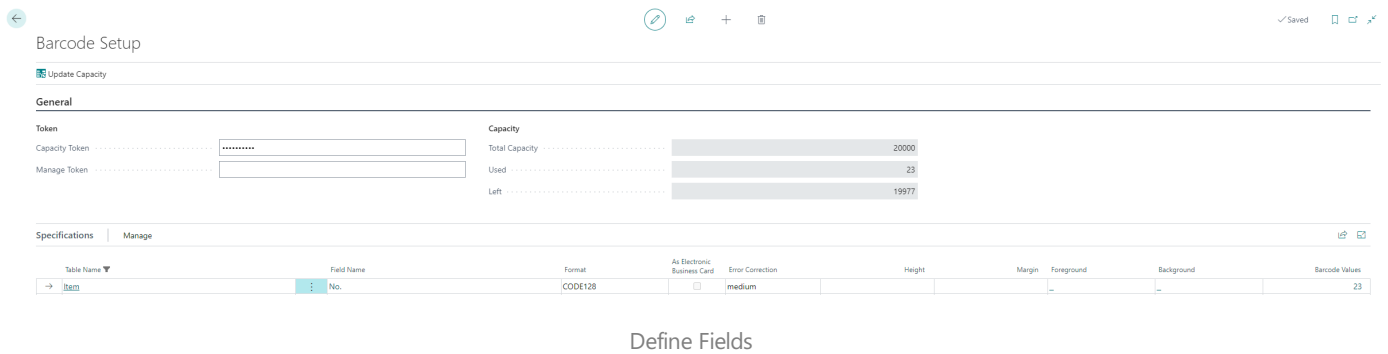 Saved
Barcode Setup
Update Capacity
General
Token
Capacity
Capacity Token
••••••••••
Total Capacity
20000
Manage Token
Used
23
Left
19977
Specifications
Manage
Table Name
Field Name
Format
As Electronic
Business Card
Error Correction
Height
Margin
Foreground
Background
Barcode Values
Item
No.
CODE128
medium
_
_
23
Define Fields